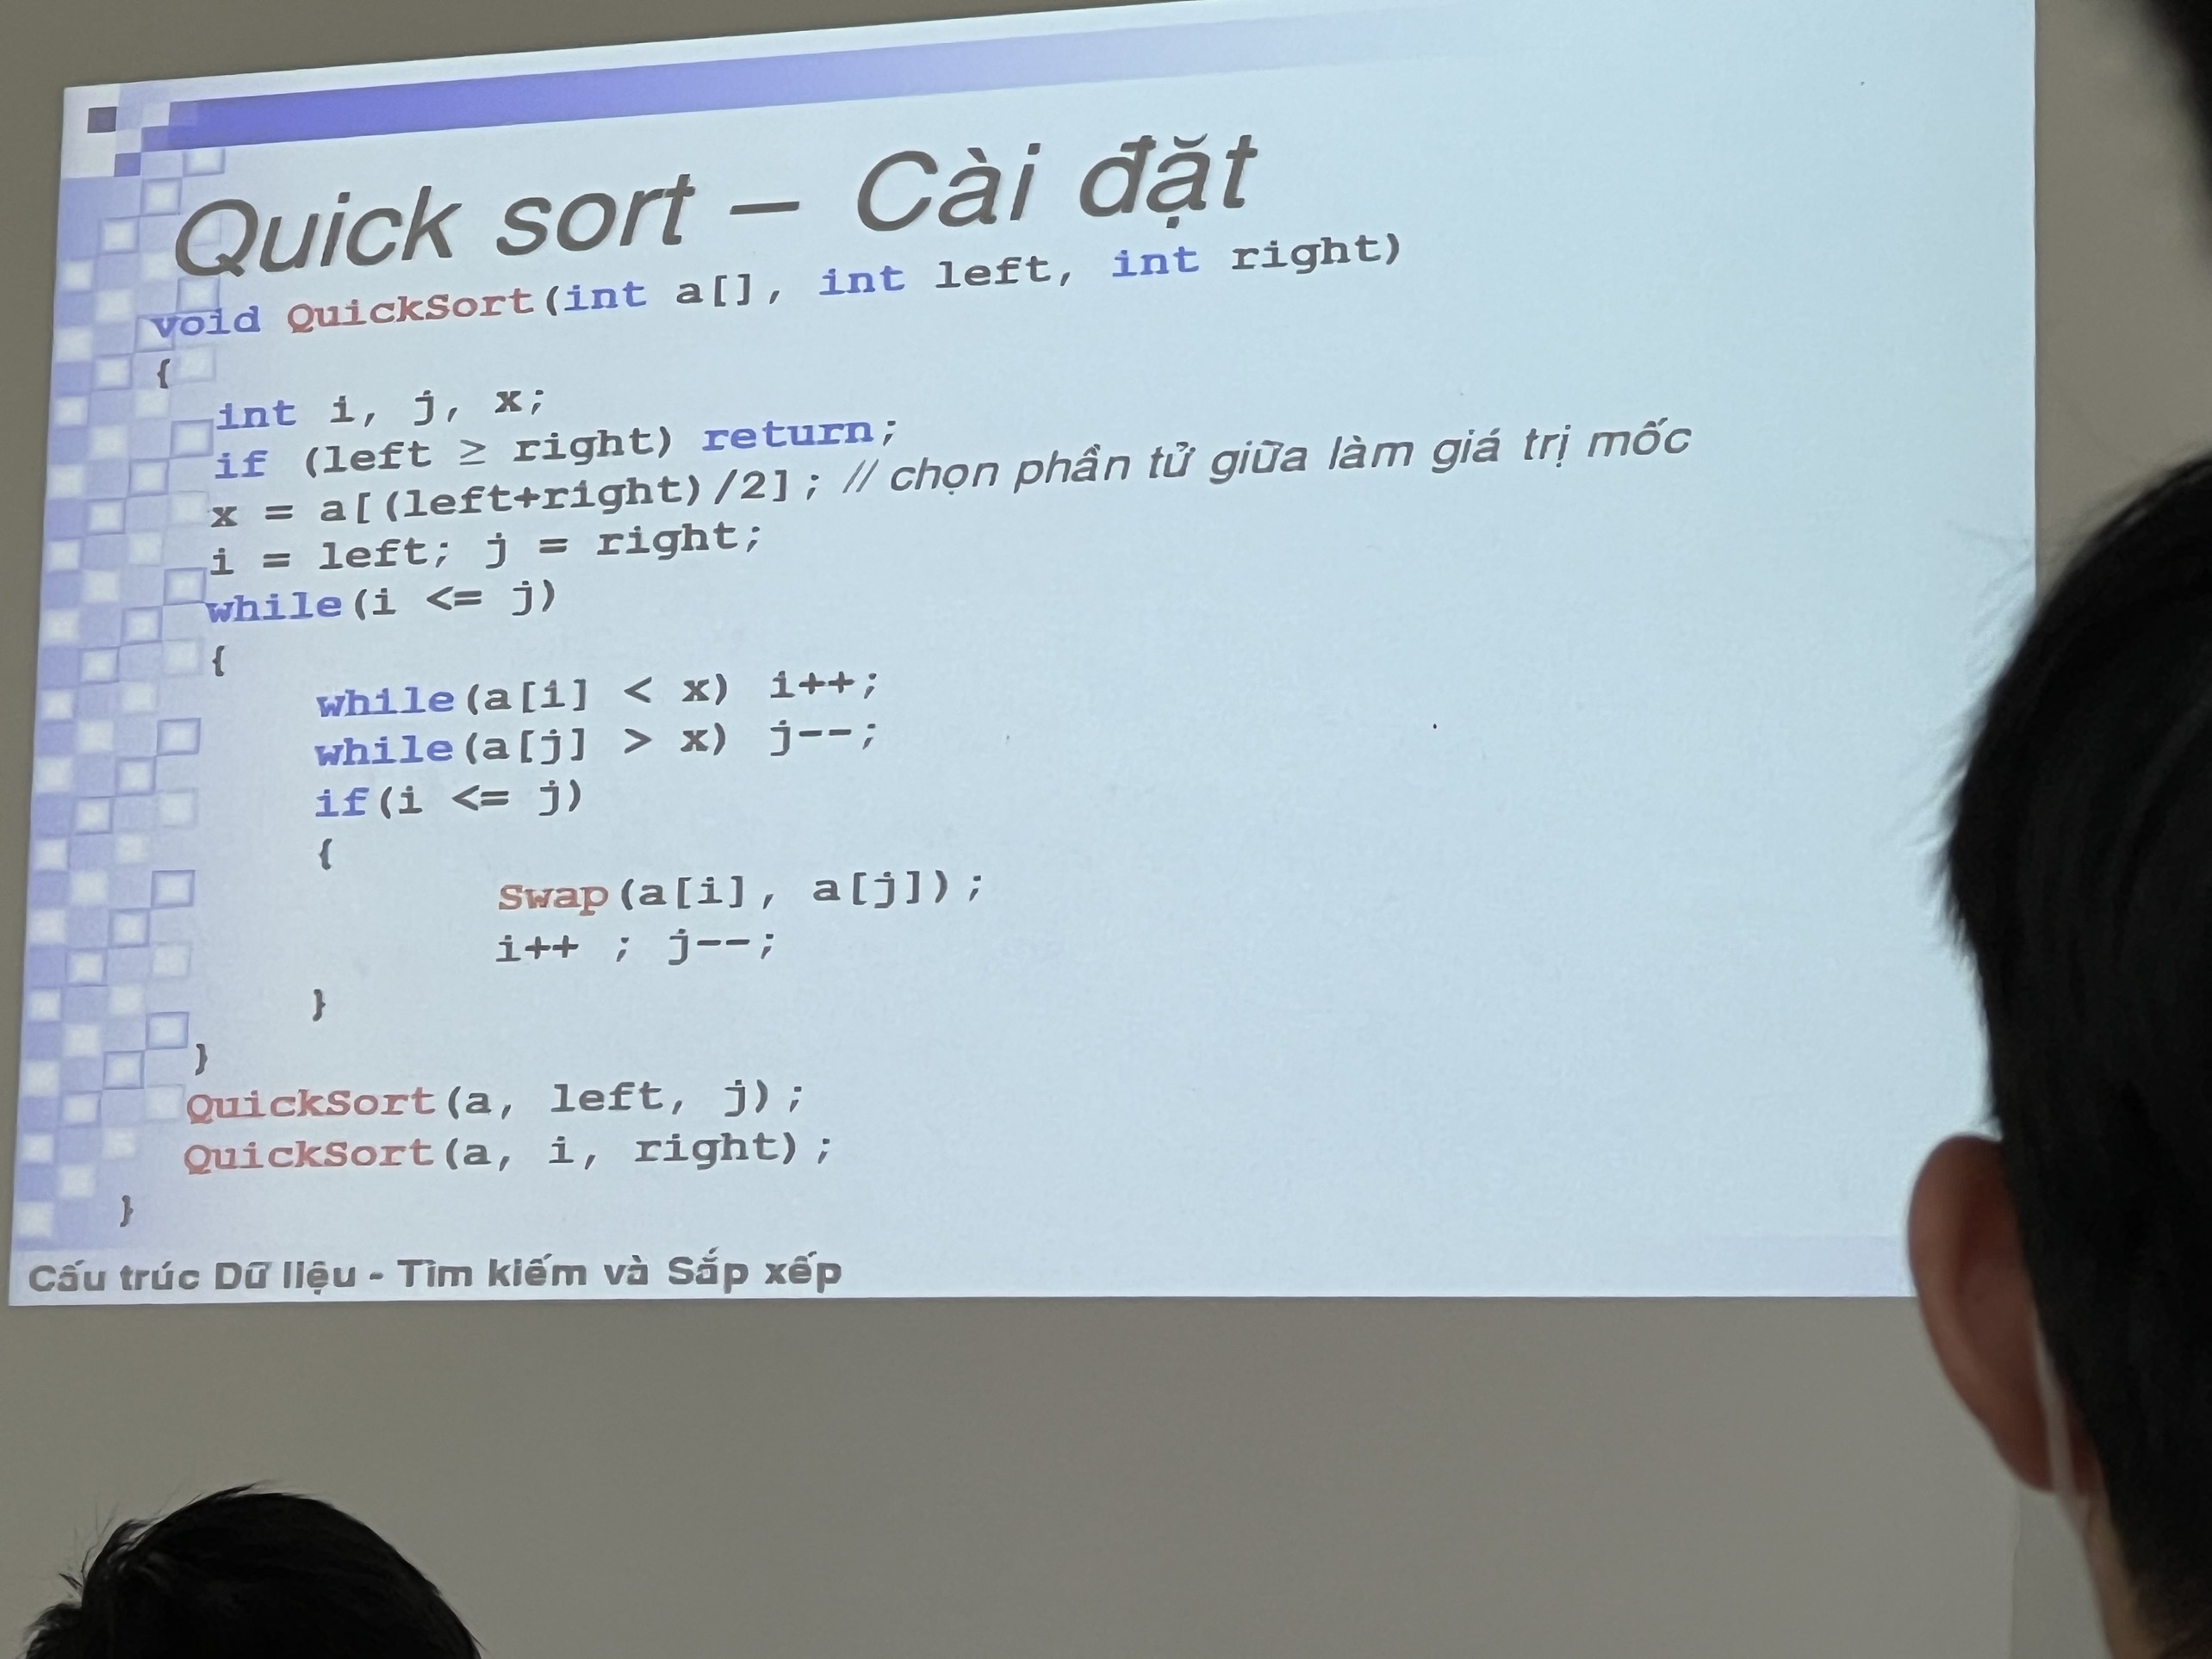 Quick sort – Cài đặt
void QuickSort(int a[], int left, int right)
{
int i, j, x;
if (left ≥ right) return;
x = a[(left+right)/2]; // chọn phần tử giữa làm giá trị mốc
i = left; j = right;
while(i <= j)
{
while(a[i] < x) i++;
while(a[j] > x) j--;
if(i <= j)
{
Swap(a[i], a[j]);
i++ ; j--;
}
}
QuickSort(a, left, j);
QuickSort(a, i, right);
}
Cấu trúc Dữ liệu - Tìm kiếm và Sắp xếp